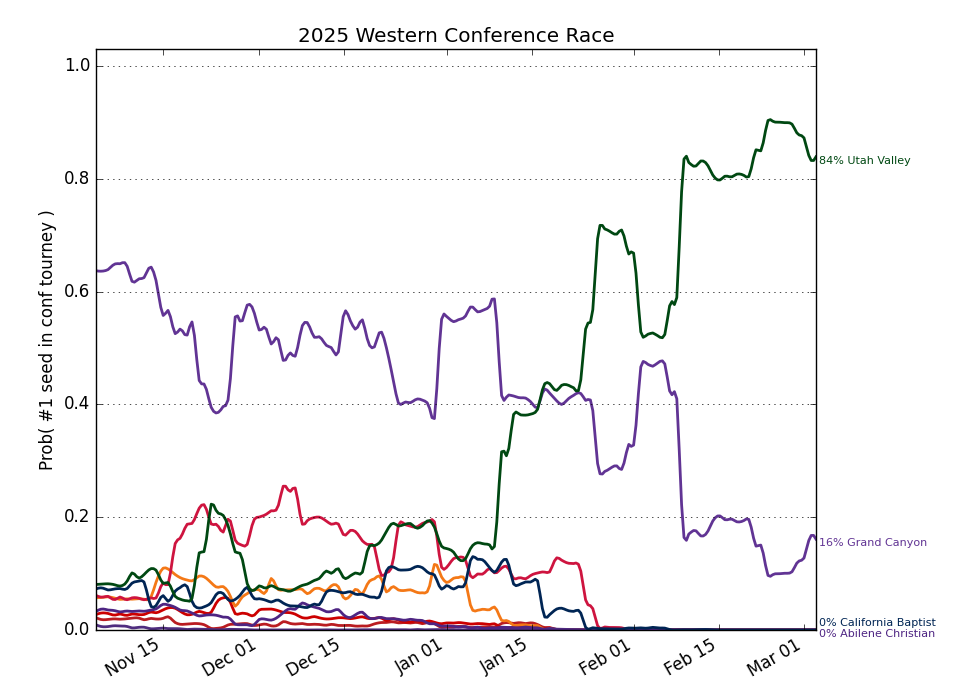 2025 Western Conference Race
1.0
0.8
0.6
0.4
0.2
0.0
Prob( #1 seed in conf tourney )
84% Utah Valley
16% Grand Canyon
0% California Baptist
0% Abilene Christian
Nov 15
Dec 01
Dec 15
Jan 01
Jan 15
Feb 01
Feb 15
Mar 01